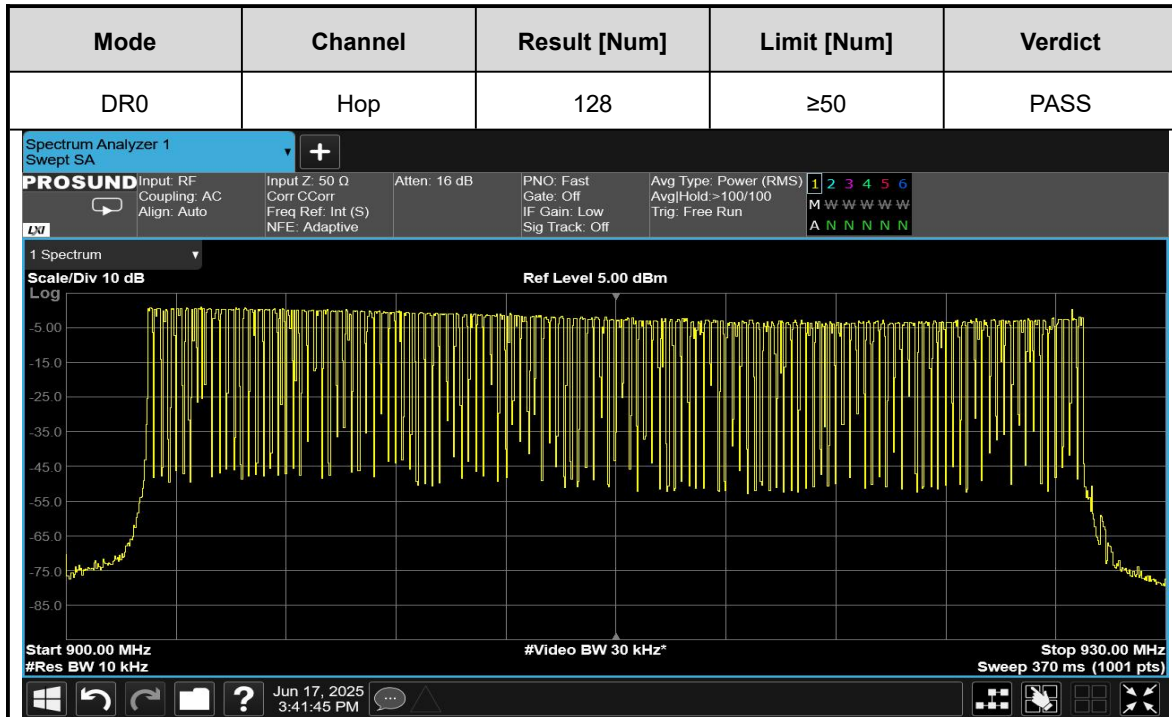 Mode Channel Result [Num] Limit [Num] Verdict
DR0 Hop 128 ≥50 PASS
Spectrum Analyzer 1
Swept SA
+
PROSUND
LXI
Input: RF
Coupling: AC
Align: Auto
Input Z: 50 Ω
Corr CCorr
Freq Ref: Int (S)
NFE: Adaptive
Atten: 16 dB
PNO: Fast
Gate: Off
IF Gain: Low
Sig Track: Off
Avg Type: Power (RMS)
Avg|Hold:>100/100
Trig: Free Run
1 2 3 4 5 6
M W W W W W
A N N N N N
1 Spectrum
Scale/Div 10 dB
Ref Level 5.00 dBm
Log
-5.00
-15.0
-25.0
-35.0
-45.0
-55.0
-65.0
-75.0
-85.0
Start 900.00 MHz
#Res BW 10 kHz
#Video BW 30 kHz*
Stop 930.00 MHz
Sweep 370 ms (1001 pts)
?
Jun 17, 2025
3:41:45 PM